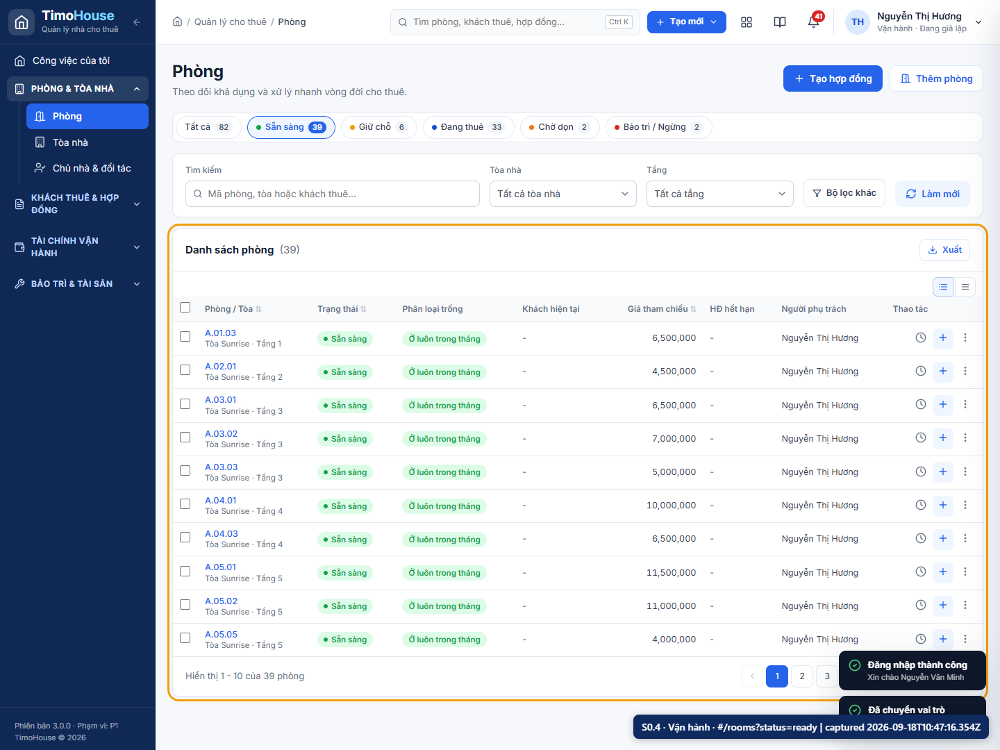 TimoHouse
Quản lý nhà cho thuê
Quản lý cho thuê / Phòng
Tìm phòng, khách thuê, hợp đồng...
Ctrl K
Tạo mới
41
TH
Nguyễn Thị Hương
Vận hành · Đang giả lập
Công việc của tôi
PHÒNG & TÒA NHÀ
Phòng
Tòa nhà
Chủ nhà & đối tác
KHÁCH THUÊ & HỢP
ĐỒNG
TÀI CHÍNH VẬN
HÀNH
BẢO TRÌ & TÀI SẢN
Phiên bản 3.0.0 · Phạm vi: P1
TimoHouse © 2026
Phòng
Theo dõi khả dụng và xử lý nhanh vòng đời cho thuê.
Tạo hợp đồng
Thêm phòng
Tất cả 82
Sẵn sàng 39
Giữ chỗ 6
Đang thuê 33
Chờ dọn 2
Bảo trì / Ngừng 2
Tìm kiếm
Mã phòng, tòa hoặc khách thuê...
Tòa nhà
Tất cả tòa nhà
Tầng
Tất cả tầng
Bộ lọc khác
Làm mới
Danh sách phòng (39)
Xuất
Phòng / Tòa Trạng thái Phân loại trống Khách hiện tại Giá tham chiếu HĐ hết hạn Người phụ trách Thao tác
A.01.03 Sẵn sàng Ở luôn trong tháng - 6,500,000 - Nguyễn Thị Hương
Tòa Sunrise · Tầng 1
A.02.01 Sẵn sàng Ở luôn trong tháng - 4,500,000 - Nguyễn Thị Hương
Tòa Sunrise · Tầng 2
A.03.01 Sẵn sàng Ở luôn trong tháng - 6,500,000 - Nguyễn Thị Hương
Tòa Sunrise · Tầng 3
A.03.02 Sẵn sàng Ở luôn trong tháng - 7,000,000 - Nguyễn Thị Hương
Tòa Sunrise · Tầng 3
A.03.03 Sẵn sàng Ở luôn trong tháng - 5,000,000 - Nguyễn Thị Hương
Tòa Sunrise · Tầng 3
A.04.01 Sẵn sàng Ở luôn trong tháng - 10,000,000 - Nguyễn Thị Hương
Tòa Sunrise · Tầng 4
A.04.03 Sẵn sàng Ở luôn trong tháng - 6,500,000 - Nguyễn Thị Hương
Tòa Sunrise · Tầng 4
A.05.01 Sẵn sàng Ở luôn trong tháng - 11,500,000 - Nguyễn Thị Hương
Tòa Sunrise · Tầng 5
A.05.02 Sẵn sàng Ở luôn trong tháng - 11,000,000 - Nguyễn Thị Hương
Tòa Sunrise · Tầng 5
A.05.05 Sẵn sàng Ở luôn trong tháng - 4,000,000 - Nguyễn Thị Hương
Tòa Sunrise · Tầng 5
Hiển thị 1 - 10 của 39 phòng
1 2 3
Đăng nhập thành công
Xin chào Nguyễn Văn Minh
Đã chuyển vai trò
S0.4 · Vận hành · #/rooms?status=ready | captured 2026-09-18T10:47:16.354Z